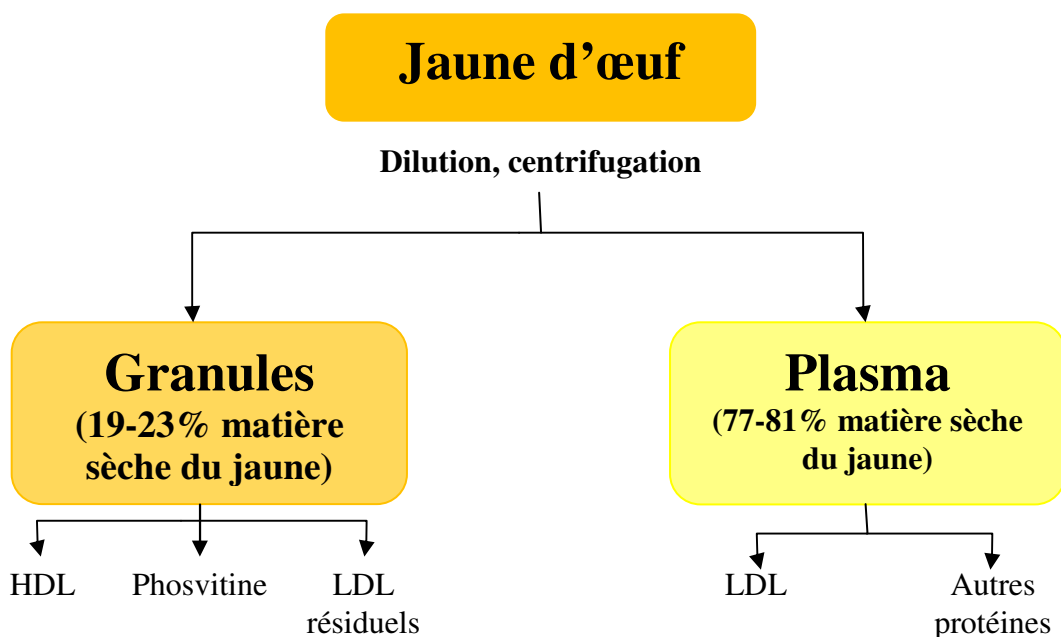 Jaune d’œuf
Dilution, centrifugation
Granules
(19-23% matière
sèche du jaune)
Plasma
(77-81% matière sèche
du jaune)
HDL
Phosvitine
LDL
résiduels
LDL
Autres
protéines